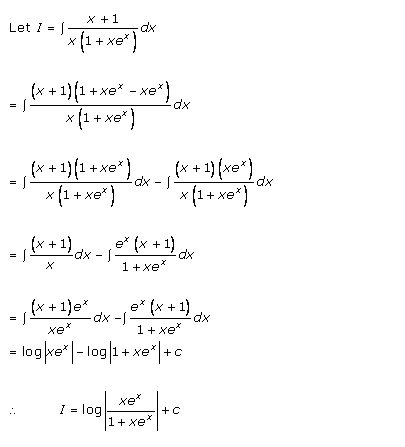 Let I = ∫ (x + 1) / (x(1 + xe^x)) dx
= ∫ ((x + 1)(1 + xe^x − xe^x)) / (x(1 + xe^x)) dx
= ∫ ((x + 1)(1 + xe^x)) / (x(1 + xe^x)) dx − ∫ ((x + 1)(xe^x)) / (x(1 + xe^x)) dx
= ∫ (x + 1) / x dx − ∫ (e^x (x + 1)) / (1 + xe^x) dx
= ∫ ((x + 1)e^x) / (xe^x) dx − ∫ (e^x (x + 1)) / (1 + xe^x) dx
= log|xe^x| − log|1 + xe^x| + c
∴ I = log|xe^x / (1 + xe^x)| + c